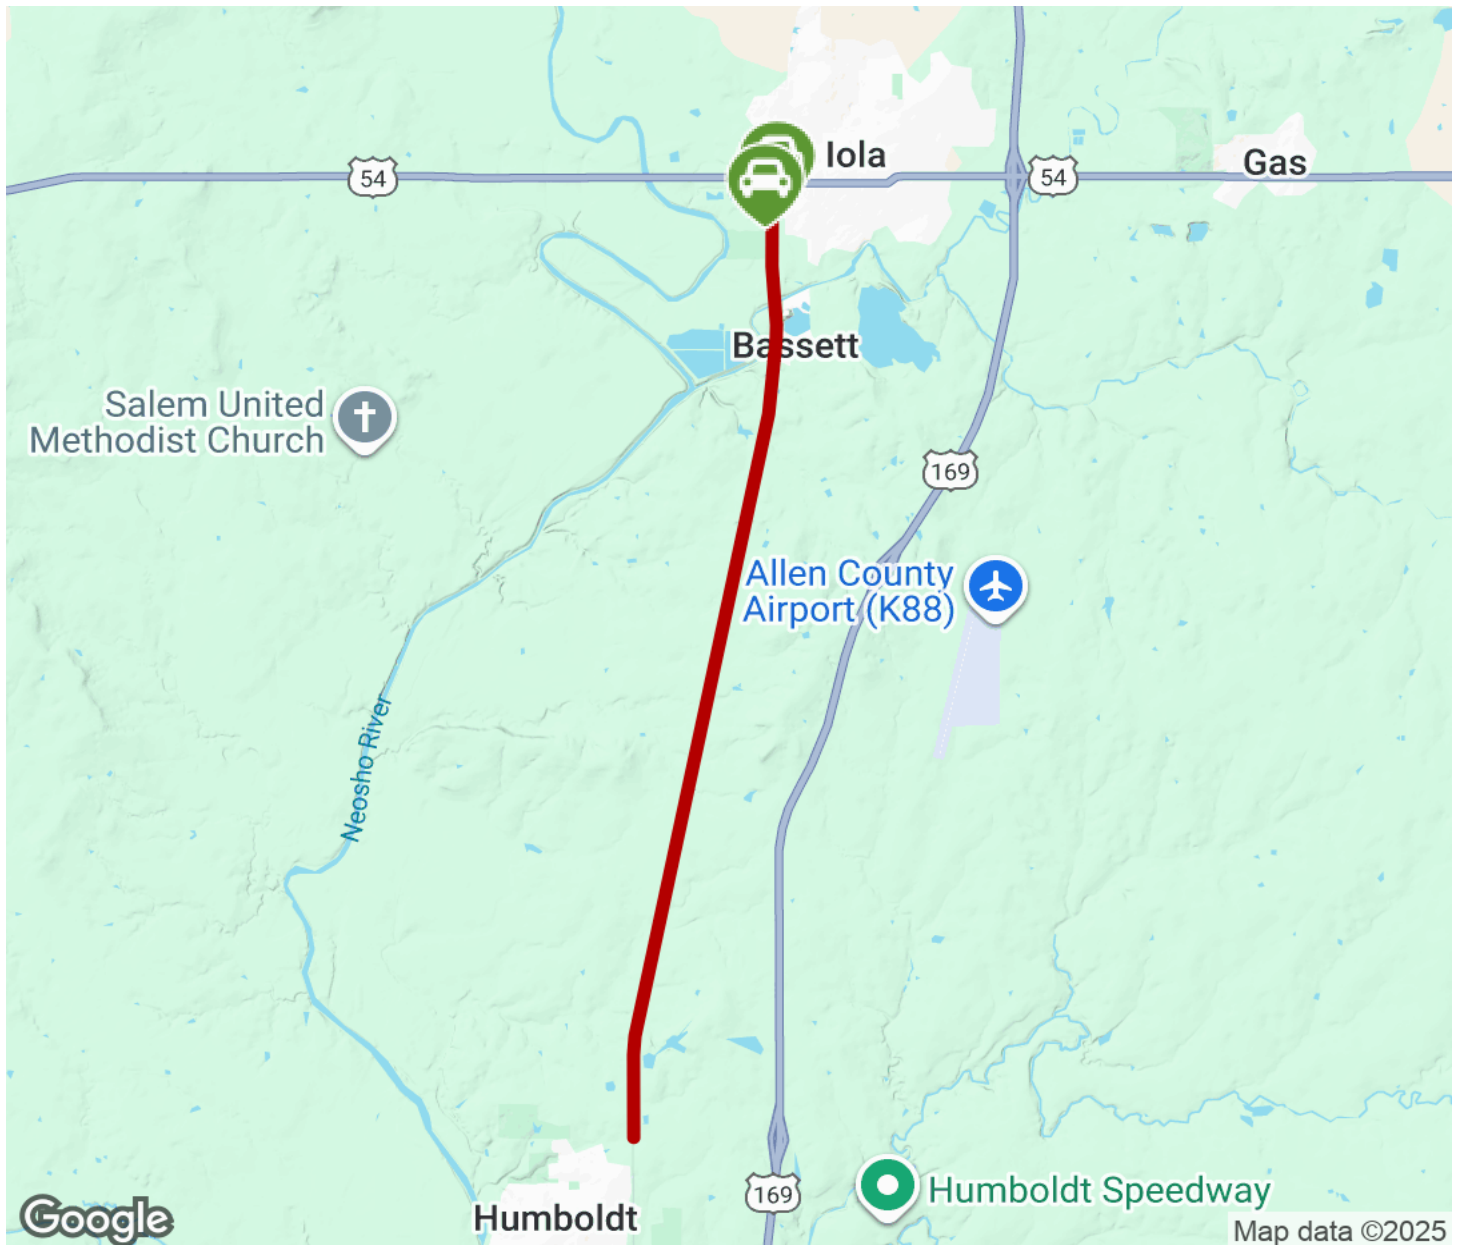 Iola
Gas
54
54
Bassett
Salem United
Methodist Church
169
Allen County
Airport (K88)
Neosho River
169
Humboldt Speedway
Humboldt
Google
Map data ©2025